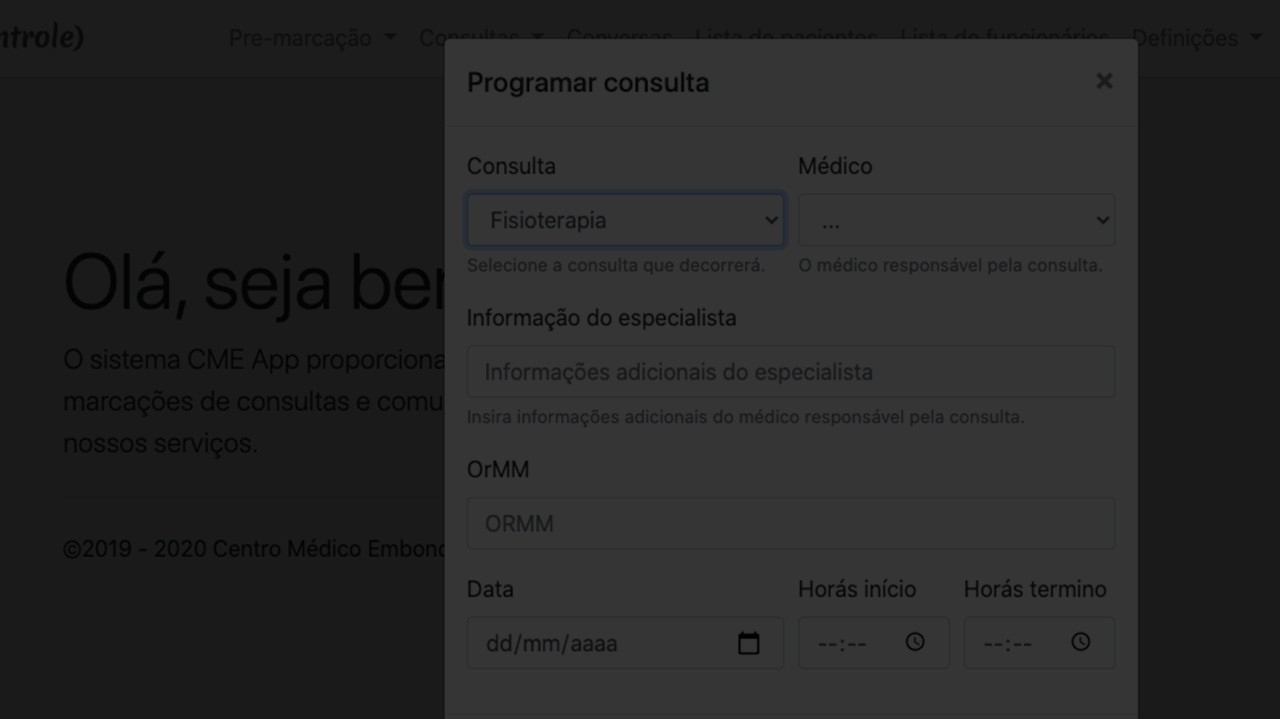 ntrole)
Pre-marcação
Consultas
Conversas
Lista de pacientes
Lista de funcionários
Definições
Programar consulta
×
Consulta
Médico
Fisioterapia
...
Selecione a consulta que decorrerá.
O médico responsável pela consulta.
Olá, seja ber
Informação do especialista
O sistema CME App proporciona
Informações adicionais do especialista
marcações de consultas e comu
Insira informações adicionais do médico responsável pela consulta.
nossos serviços.
OrMM
ORMM
©2019 - 2020 Centro Médico Embond
Data
Horás início
Horás termino
dd/mm/aaaa
--:--
--:--